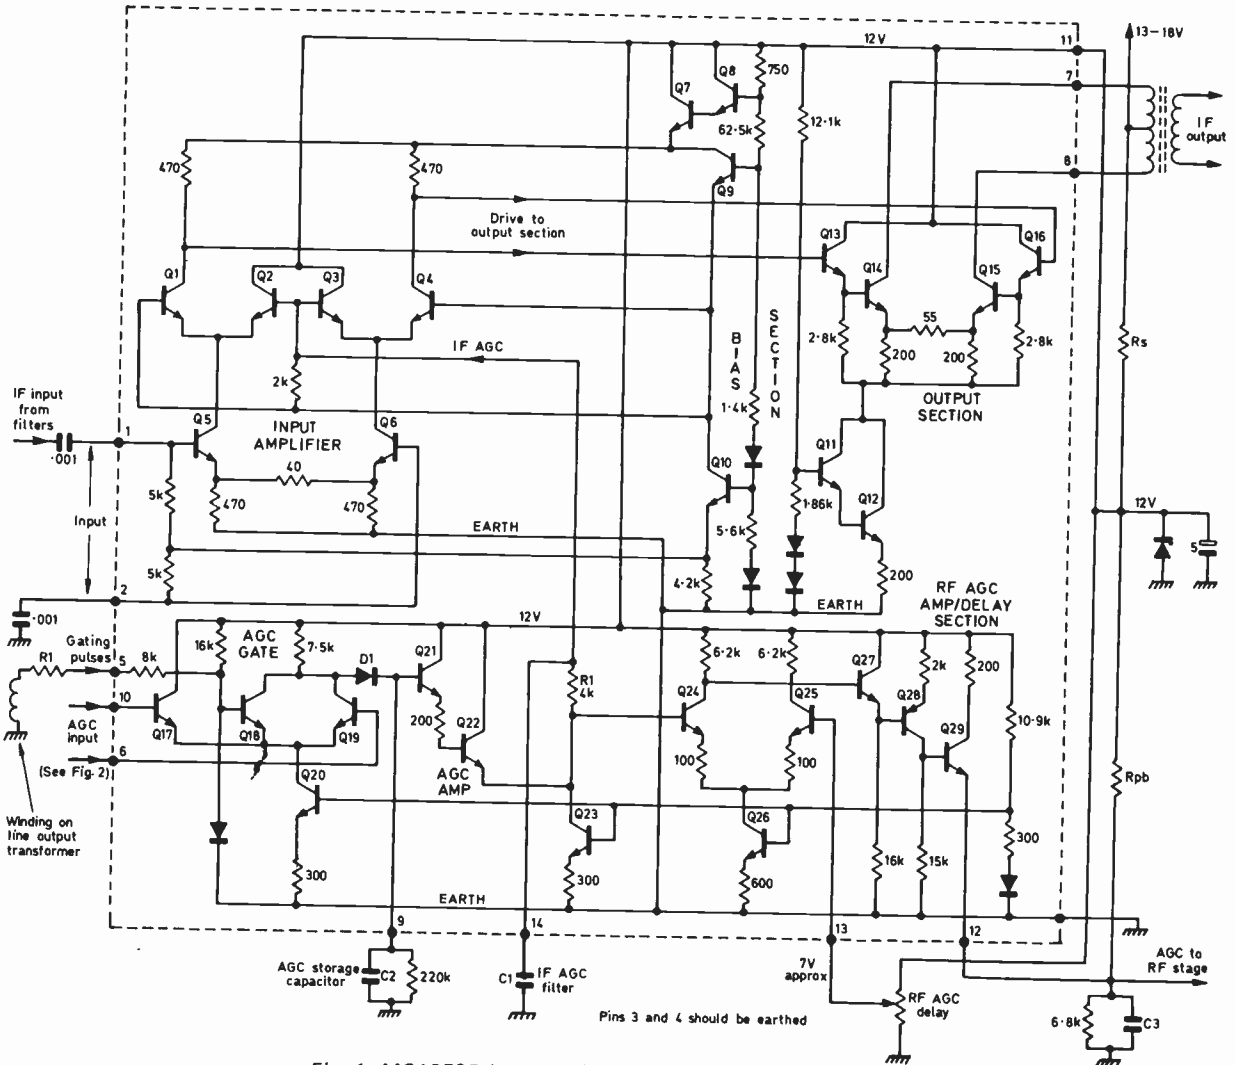 13-18V
12V
11
7
IF
output
8
Q7
Q8
750
62·5k
12·1k
Q9
470
470
Drive to
output section
Q1
Q2
Q3
Q4
Q13
Q14
Q15
Q16
55
2·8k
200
200
2·8k
OUTPUT
SECTION
Rs
BIAS
SECTION
IF AGC
2k
1·4k
IF input
from
filters
1
·001
Q5
INPUT
AMPLIFIER
Q6
40
5k
470
470
Input
EARTH
5k
2
·001
Q10
5·6k
4·2k
Q11
1·86k
Q12
200
EARTH
12V
5
RF AGC
AMP/DELAY
SECTION
12V
Gating
pulses
R1
5
8k
16k
AGC
GATE
7·5k
D1
Q21
10
AGC
input
6
(See Fig. 2)
Q17
Q18
Q19
200
Q22
AGC
AMP
R1
4k
Q20
300
Q23
300
6·2k
6·2k
Q24
Q25
100
100
Q26
600
Q27
2k
200
Q28
Q29
10·9k
16k
15k
300
Rpb
Winding on
line output
transformer
EARTH
9
14
13
12
AGC storage
capacitor
C2
220k
C1
IF AGC
filter
7V
approx
RF AGC
delay
AGC to
RF stage
6·8k
C3
Pins 3 and 4 should be earthed